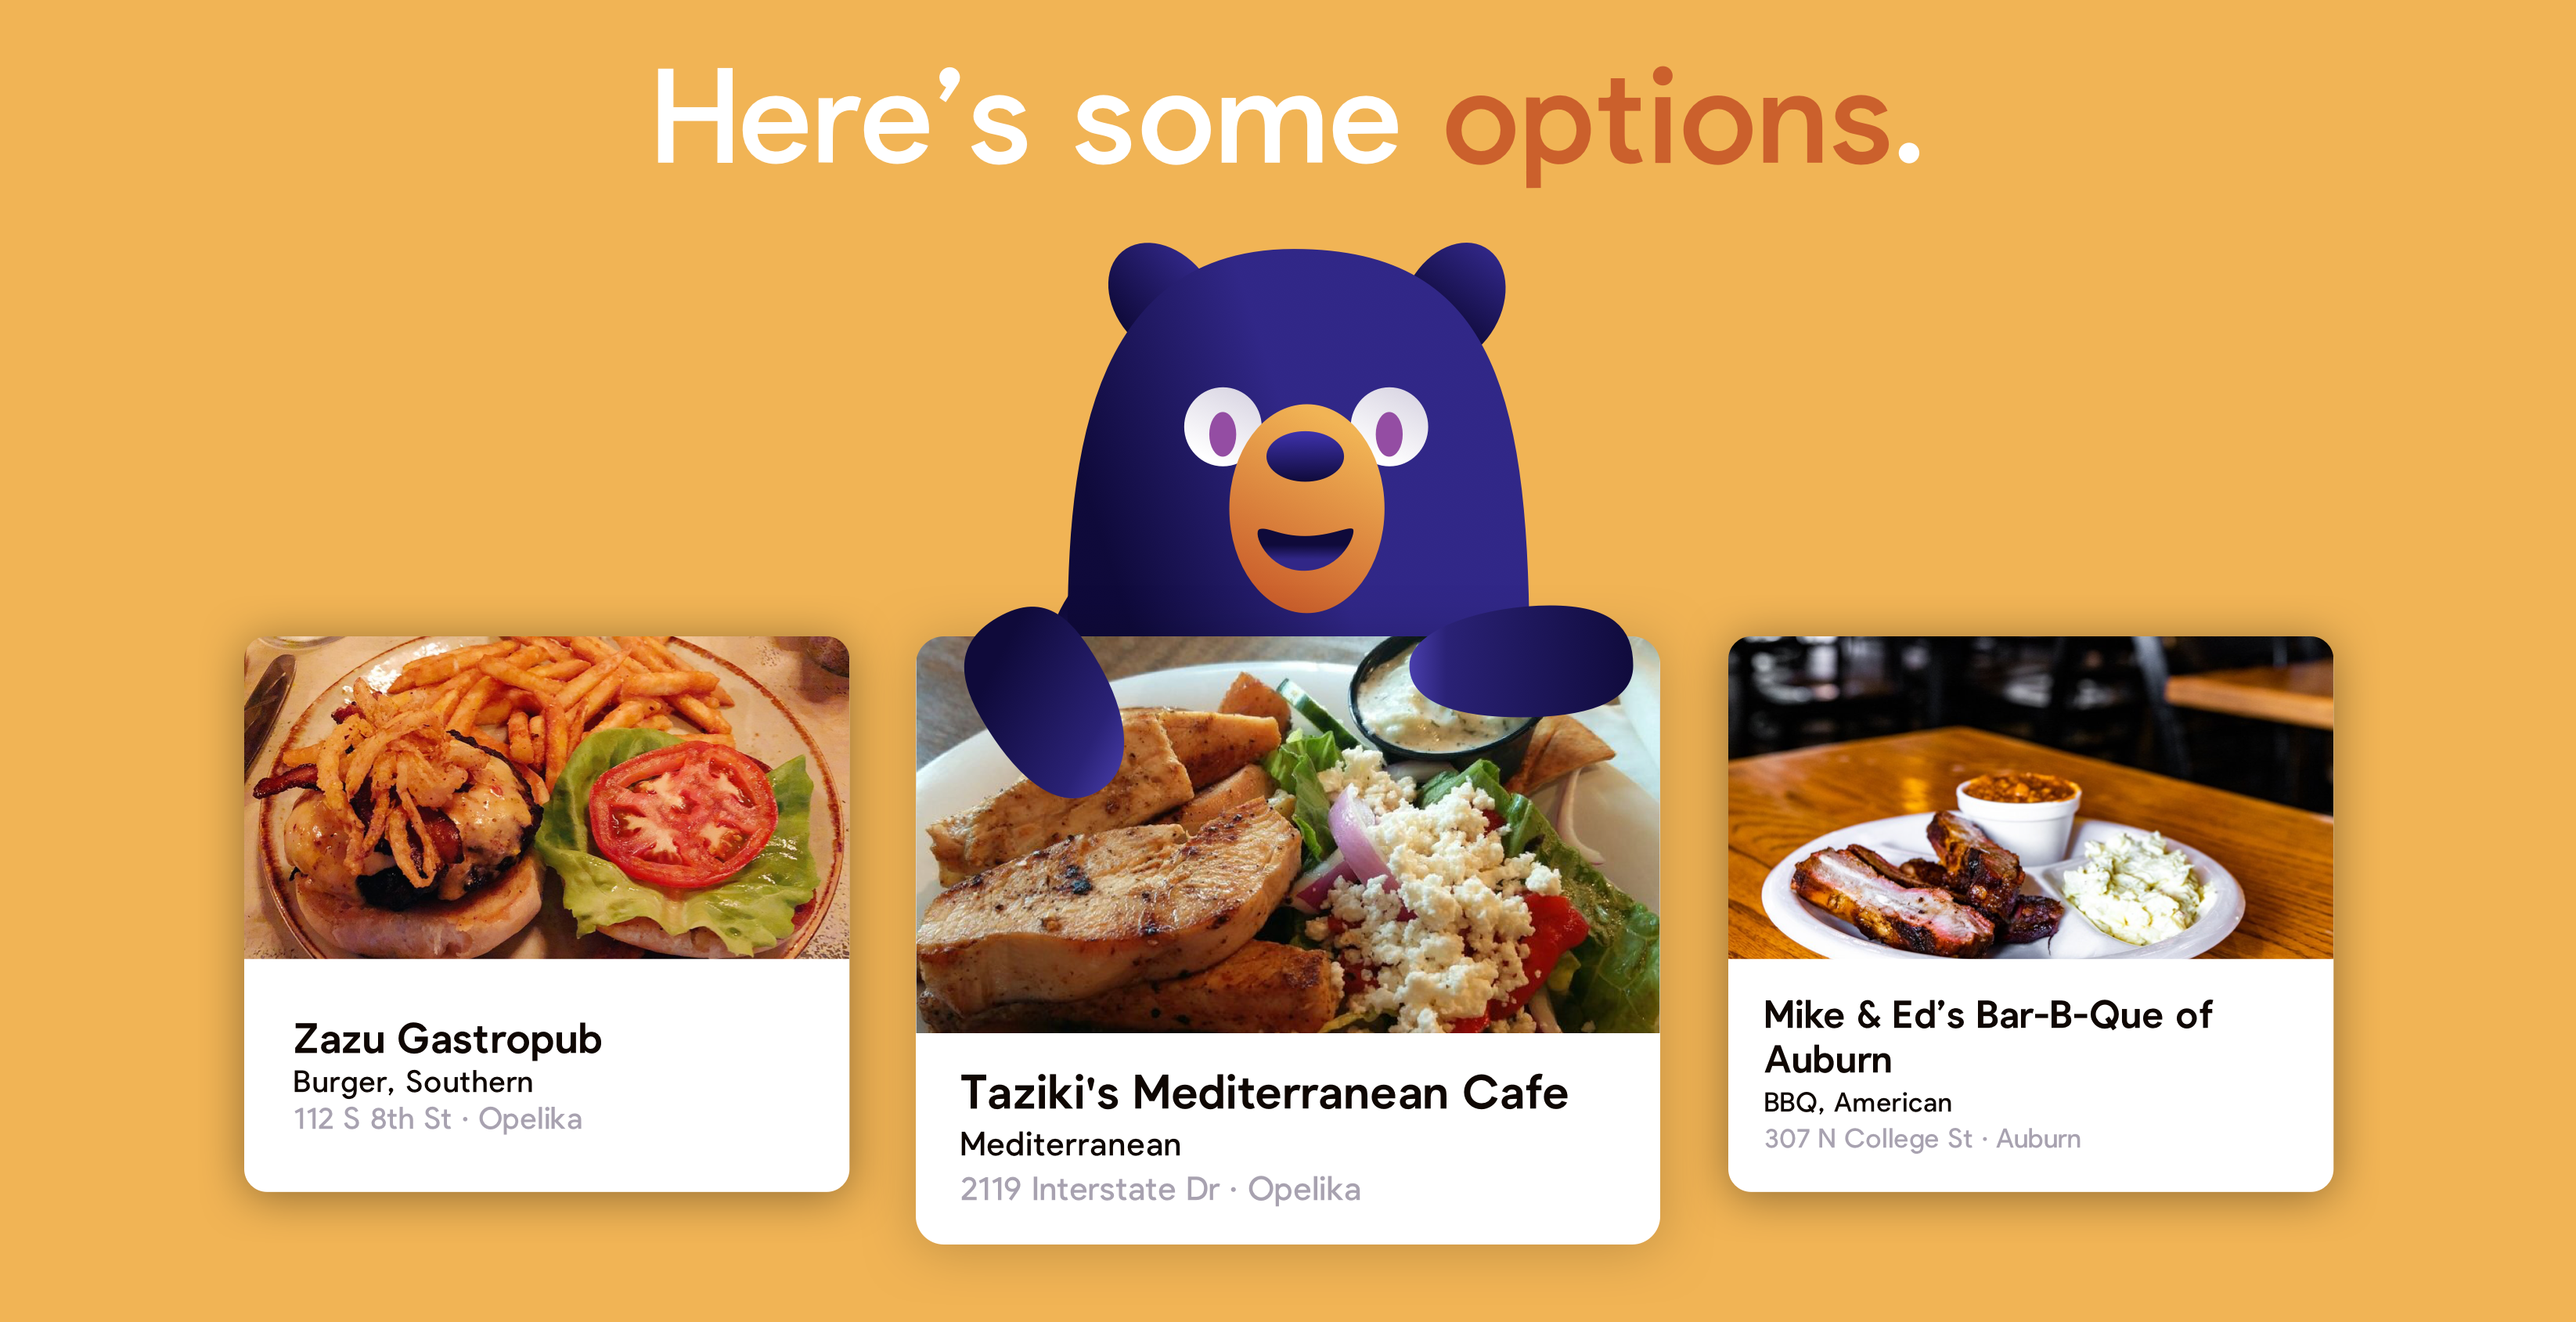 Here’s some options.
Zazu Gastropub
Burger, Southern
112 S 8th St · Opelika
Taziki's Mediterranean Cafe
Mediterranean
2119 Interstate Dr · Opelika
Mike & Ed’s Bar-B-Que of
Auburn
BBQ, American
307 N College St · Auburn